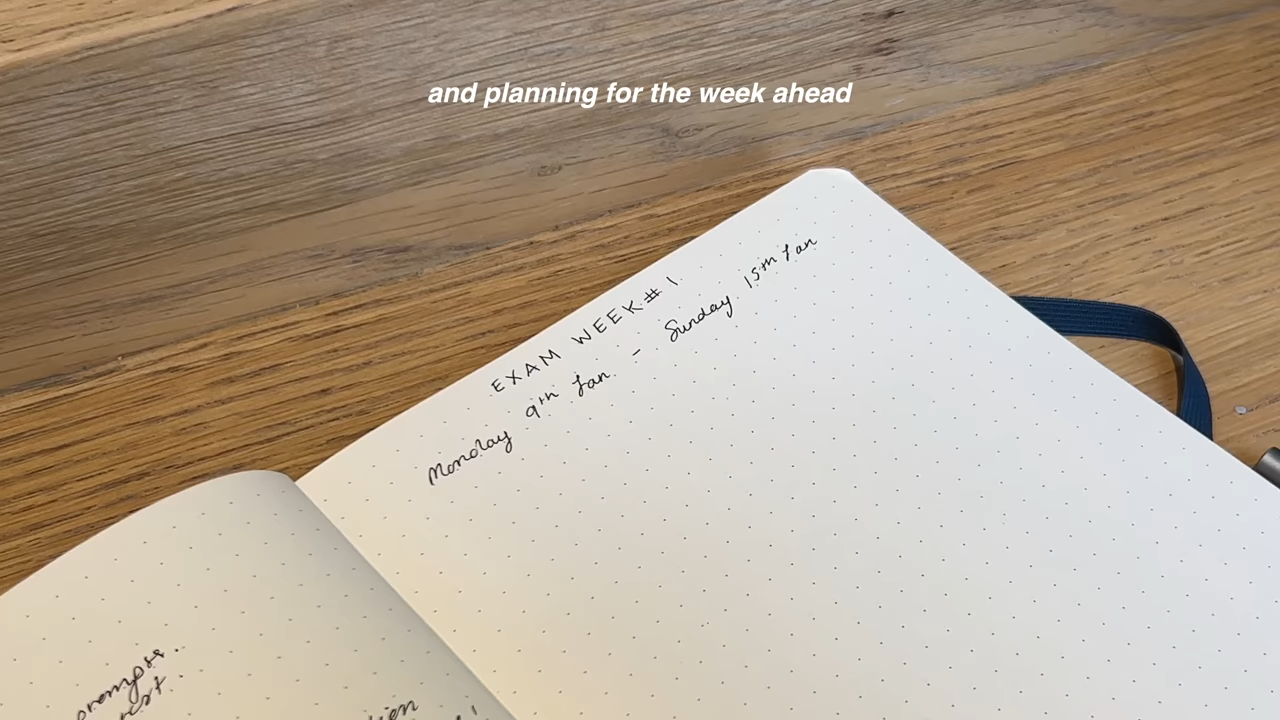 and planning for the week ahead
EXAM WEEK #1
Monday 9th Jan - Sunday 15th Jan